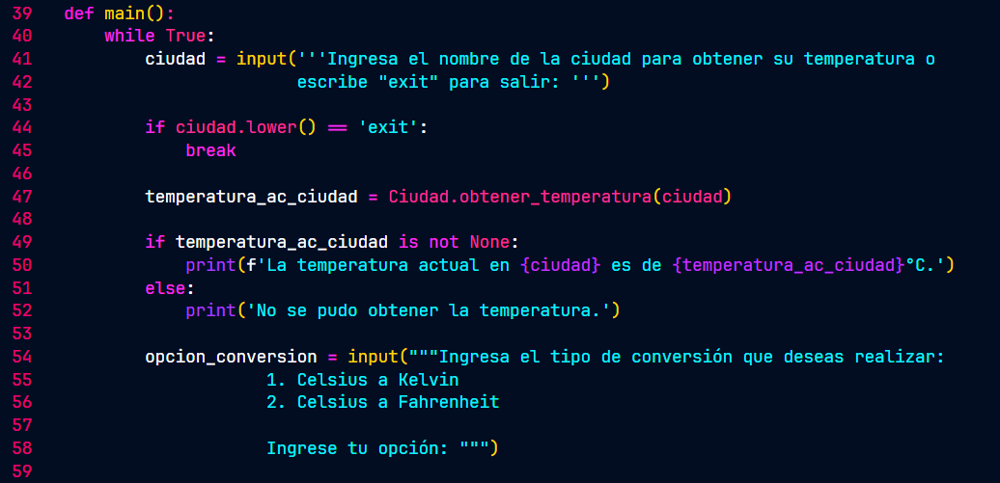 39 def main():
40 while True:
41 ciudad = input('''Ingresa el nombre de la ciudad para obtener su temperatura o
42 escribe "exit" para salir: ''')
43
44 if ciudad.lower() == 'exit':
45 break
46
47 temperatura_ac_ciudad = Ciudad.obtener_temperatura(ciudad)
48
49 if temperatura_ac_ciudad is not None:
50 print(f'La temperatura actual en {ciudad} es de {temperatura_ac_ciudad}°C.')
51 else:
52 print('No se pudo obtener la temperatura.')
53
54 opcion_conversion = input("""Ingresa el tipo de conversión que deseas realizar:
55 1. Celsius a Kelvin
56 2. Celsius a Fahrenheit
57
58 Ingrese tu opción: """)
59